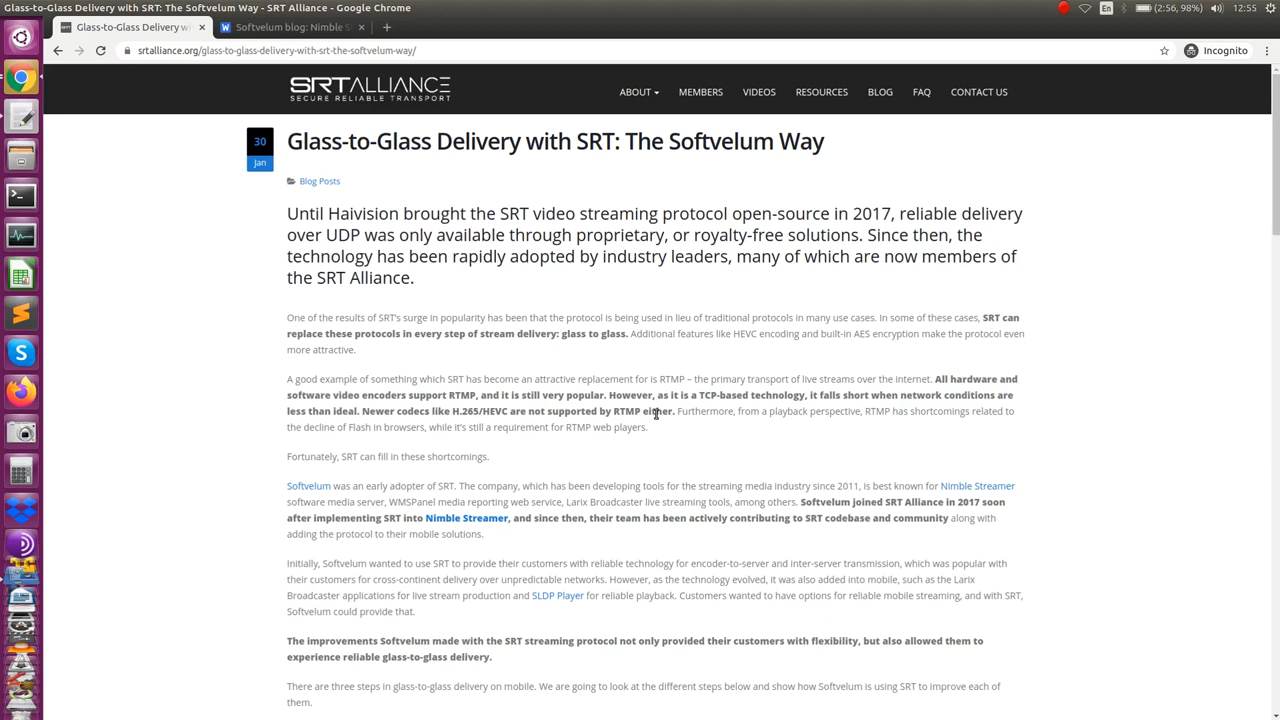 Glass-to-Glass Delivery with SRT: The Softvelum Way - SRT Alliance - Google Chrome
En
(2:56, 98%)
12:55
Glass-to-Glass Delivery w
Softvelum blog: Nimble S
srtalliance.org/glass-to-glass-delivery-with-srt-the-softvelum-way/
Incognito
SRTALLIANCE
SECURE RELIABLE TRANSPORT
ABOUT
MEMBERS
VIDEOS
RESOURCES
BLOG
FAQ
CONTACT US
30
Jan
Glass-to-Glass Delivery with SRT: The Softvelum Way
Blog Posts
Until Haivision brought the SRT video streaming protocol open-source in 2017, reliable delivery
over UDP was only available through proprietary, or royalty-free solutions. Since then, the
technology has been rapidly adopted by industry leaders, many of which are now members of
the SRT Alliance.
One of the results of SRT's surge in popularity has been that the protocol is being used in lieu of traditional protocols in many use cases. In some of these cases, SRT can
replace these protocols in every step of stream delivery: glass to glass. Additional features like HEVC encoding and built-in AES encryption make the protocol even
more attractive.
A good example of something which SRT has become an attractive replacement for is RTMP – the primary transport of live streams over the internet. All hardware and
software video encoders support RTMP, and it is still very popular. However, as it is a TCP-based technology, it falls short when network conditions are
less than ideal. Newer codecs like H.265/HEVC are not supported by RTMP either. Furthermore, from a playback perspective, RTMP has shortcomings related to
the decline of Flash in browsers, while it's still a requirement for RTMP web players.
Fortunately, SRT can fill in these shortcomings.
Softvelum was an early adopter of SRT. The company, which has been developing tools for the streaming media industry since 2011, is best known for Nimble Streamer
software media server, WMSPanel media reporting web service, Larix Broadcaster live streaming tools, among others. Softvelum joined SRT Alliance in 2017 soon
after implementing SRT into Nimble Streamer, and since then, their team has been actively contributing to SRT codebase and community along with
adding the protocol to their mobile solutions.
Initially, Softvelum wanted to use SRT to provide their customers with reliable technology for encoder-to-server and inter-server transmission, which was popular with
their customers for cross-continent delivery over unpredictable networks. However, as the technology evolved, it was also added into mobile, such as the Larix
Broadcaster applications for live stream production and SLDP Player for reliable playback. Customers wanted to have options for reliable mobile streaming, and with SRT,
Softvelum could provide that.
The improvements Softvelum made with the SRT streaming protocol not only provided their customers with flexibility, but also allowed them to
experience reliable glass-to-glass delivery.
There are three steps in glass-to-glass delivery on mobile. We are going to look at the different steps below and show how Softvelum is using SRT to improve each of
them.